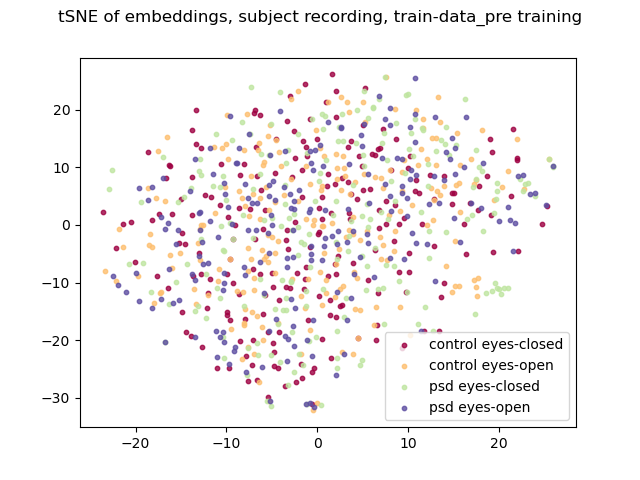 tSNE of embeddings, subject recording, train-data_pre training
20
10
0
−10
−20
−30
−20
−10
0
10
20
control eyes-closed
control eyes-open
psd eyes-closed
psd eyes-open